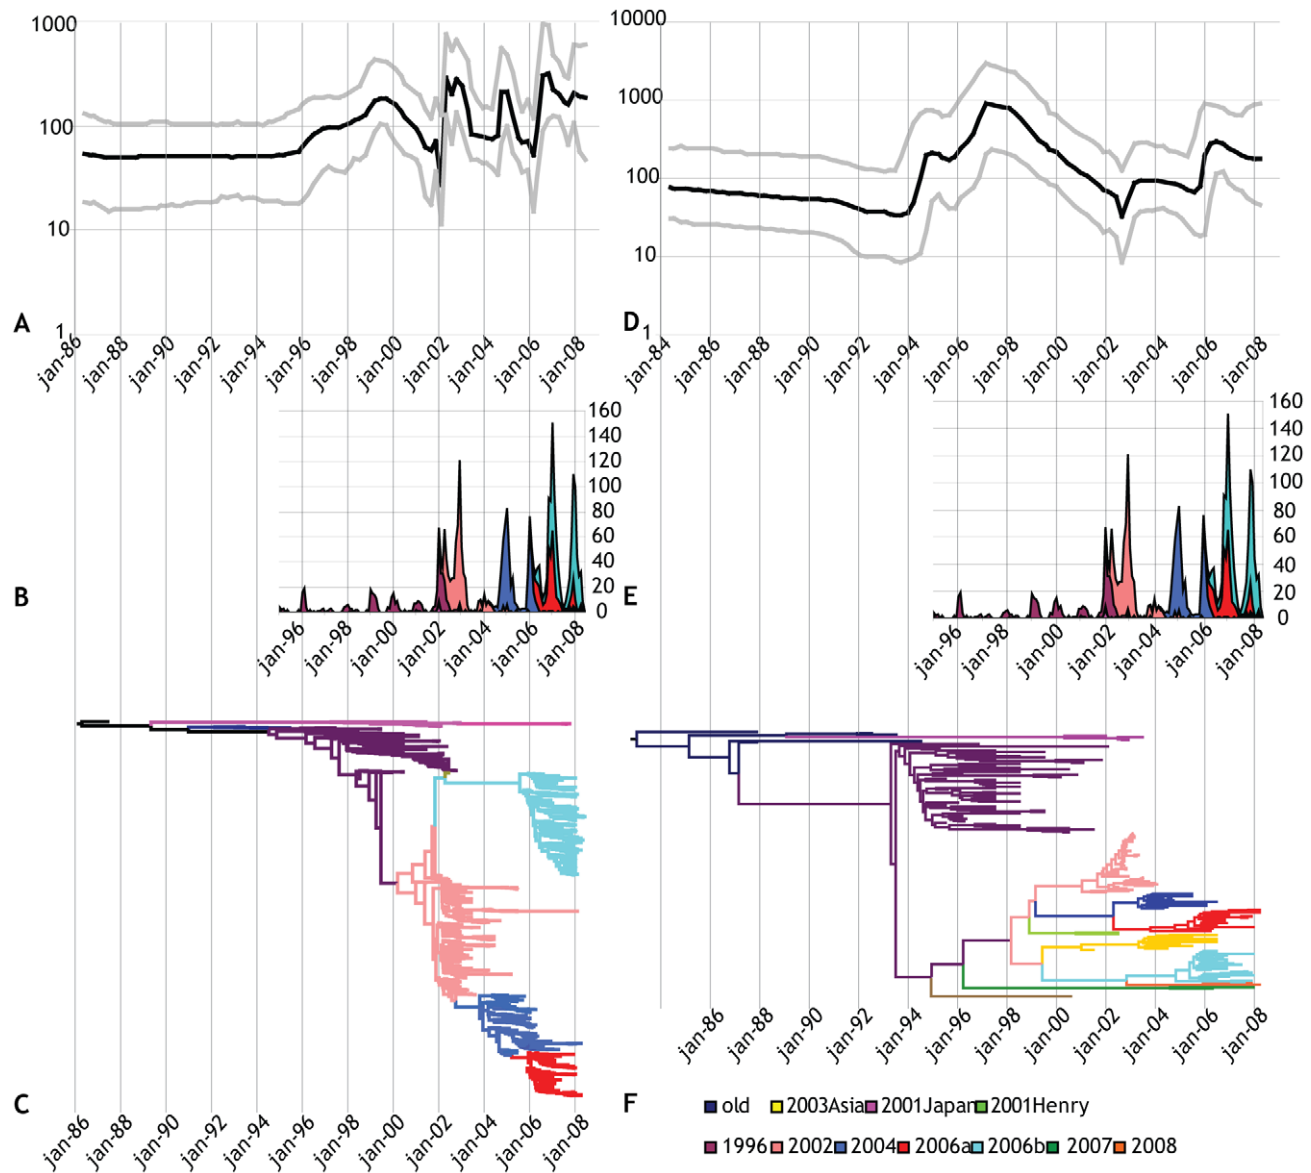 1000
100
10
1
A
jan-86
jan-88
jan-90
jan-92
jan-94
jan-96
jan-98
jan-00
jan-02
jan-04
jan-06
jan-08
10000
1000
100
10
1
D
jan-84
jan-86
jan-88
jan-90
jan-92
jan-94
jan-96
jan-98
jan-00
jan-02
jan-04
jan-06
jan-08
160
140
120
100
80
60
40
20
0
B
jan-96
jan-98
jan-00
jan-02
jan-04
jan-06
jan-08
160
140
120
100
80
60
40
20
0
E
jan-96
jan-98
jan-00
jan-02
jan-04
jan-06
jan-08
C
jan-86
jan-88
jan-90
jan-92
jan-94
jan-96
jan-98
jan-00
jan-02
jan-04
jan-06
jan-08
jan-86
jan-88
jan-90
jan-92
jan-94
jan-96
jan-98
jan-00
jan-02
jan-04
jan-06
jan-08
F
old 2003Asia 2001Japan 2001Henry
1996 2002 2004 2006a 2006b 2007 2008